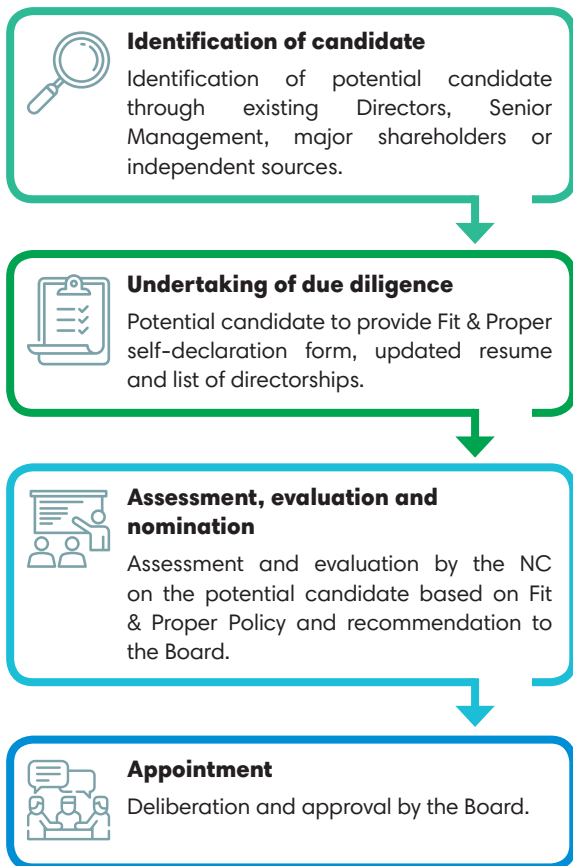 Identification of candidate
Identification of potential candidate
through existing Directors, Senior
Management, major shareholders or
independent sources.
Undertaking of due diligence
Potential candidate to provide Fit & Proper
self-declaration form, updated resume
and list of directorships.
Assessment, evaluation and
nomination
Assessment and evaluation by the NC
on the potential candidate based on Fit
& Proper Policy and recommendation to
the Board.
Appointment
Deliberation and approval by the Board.